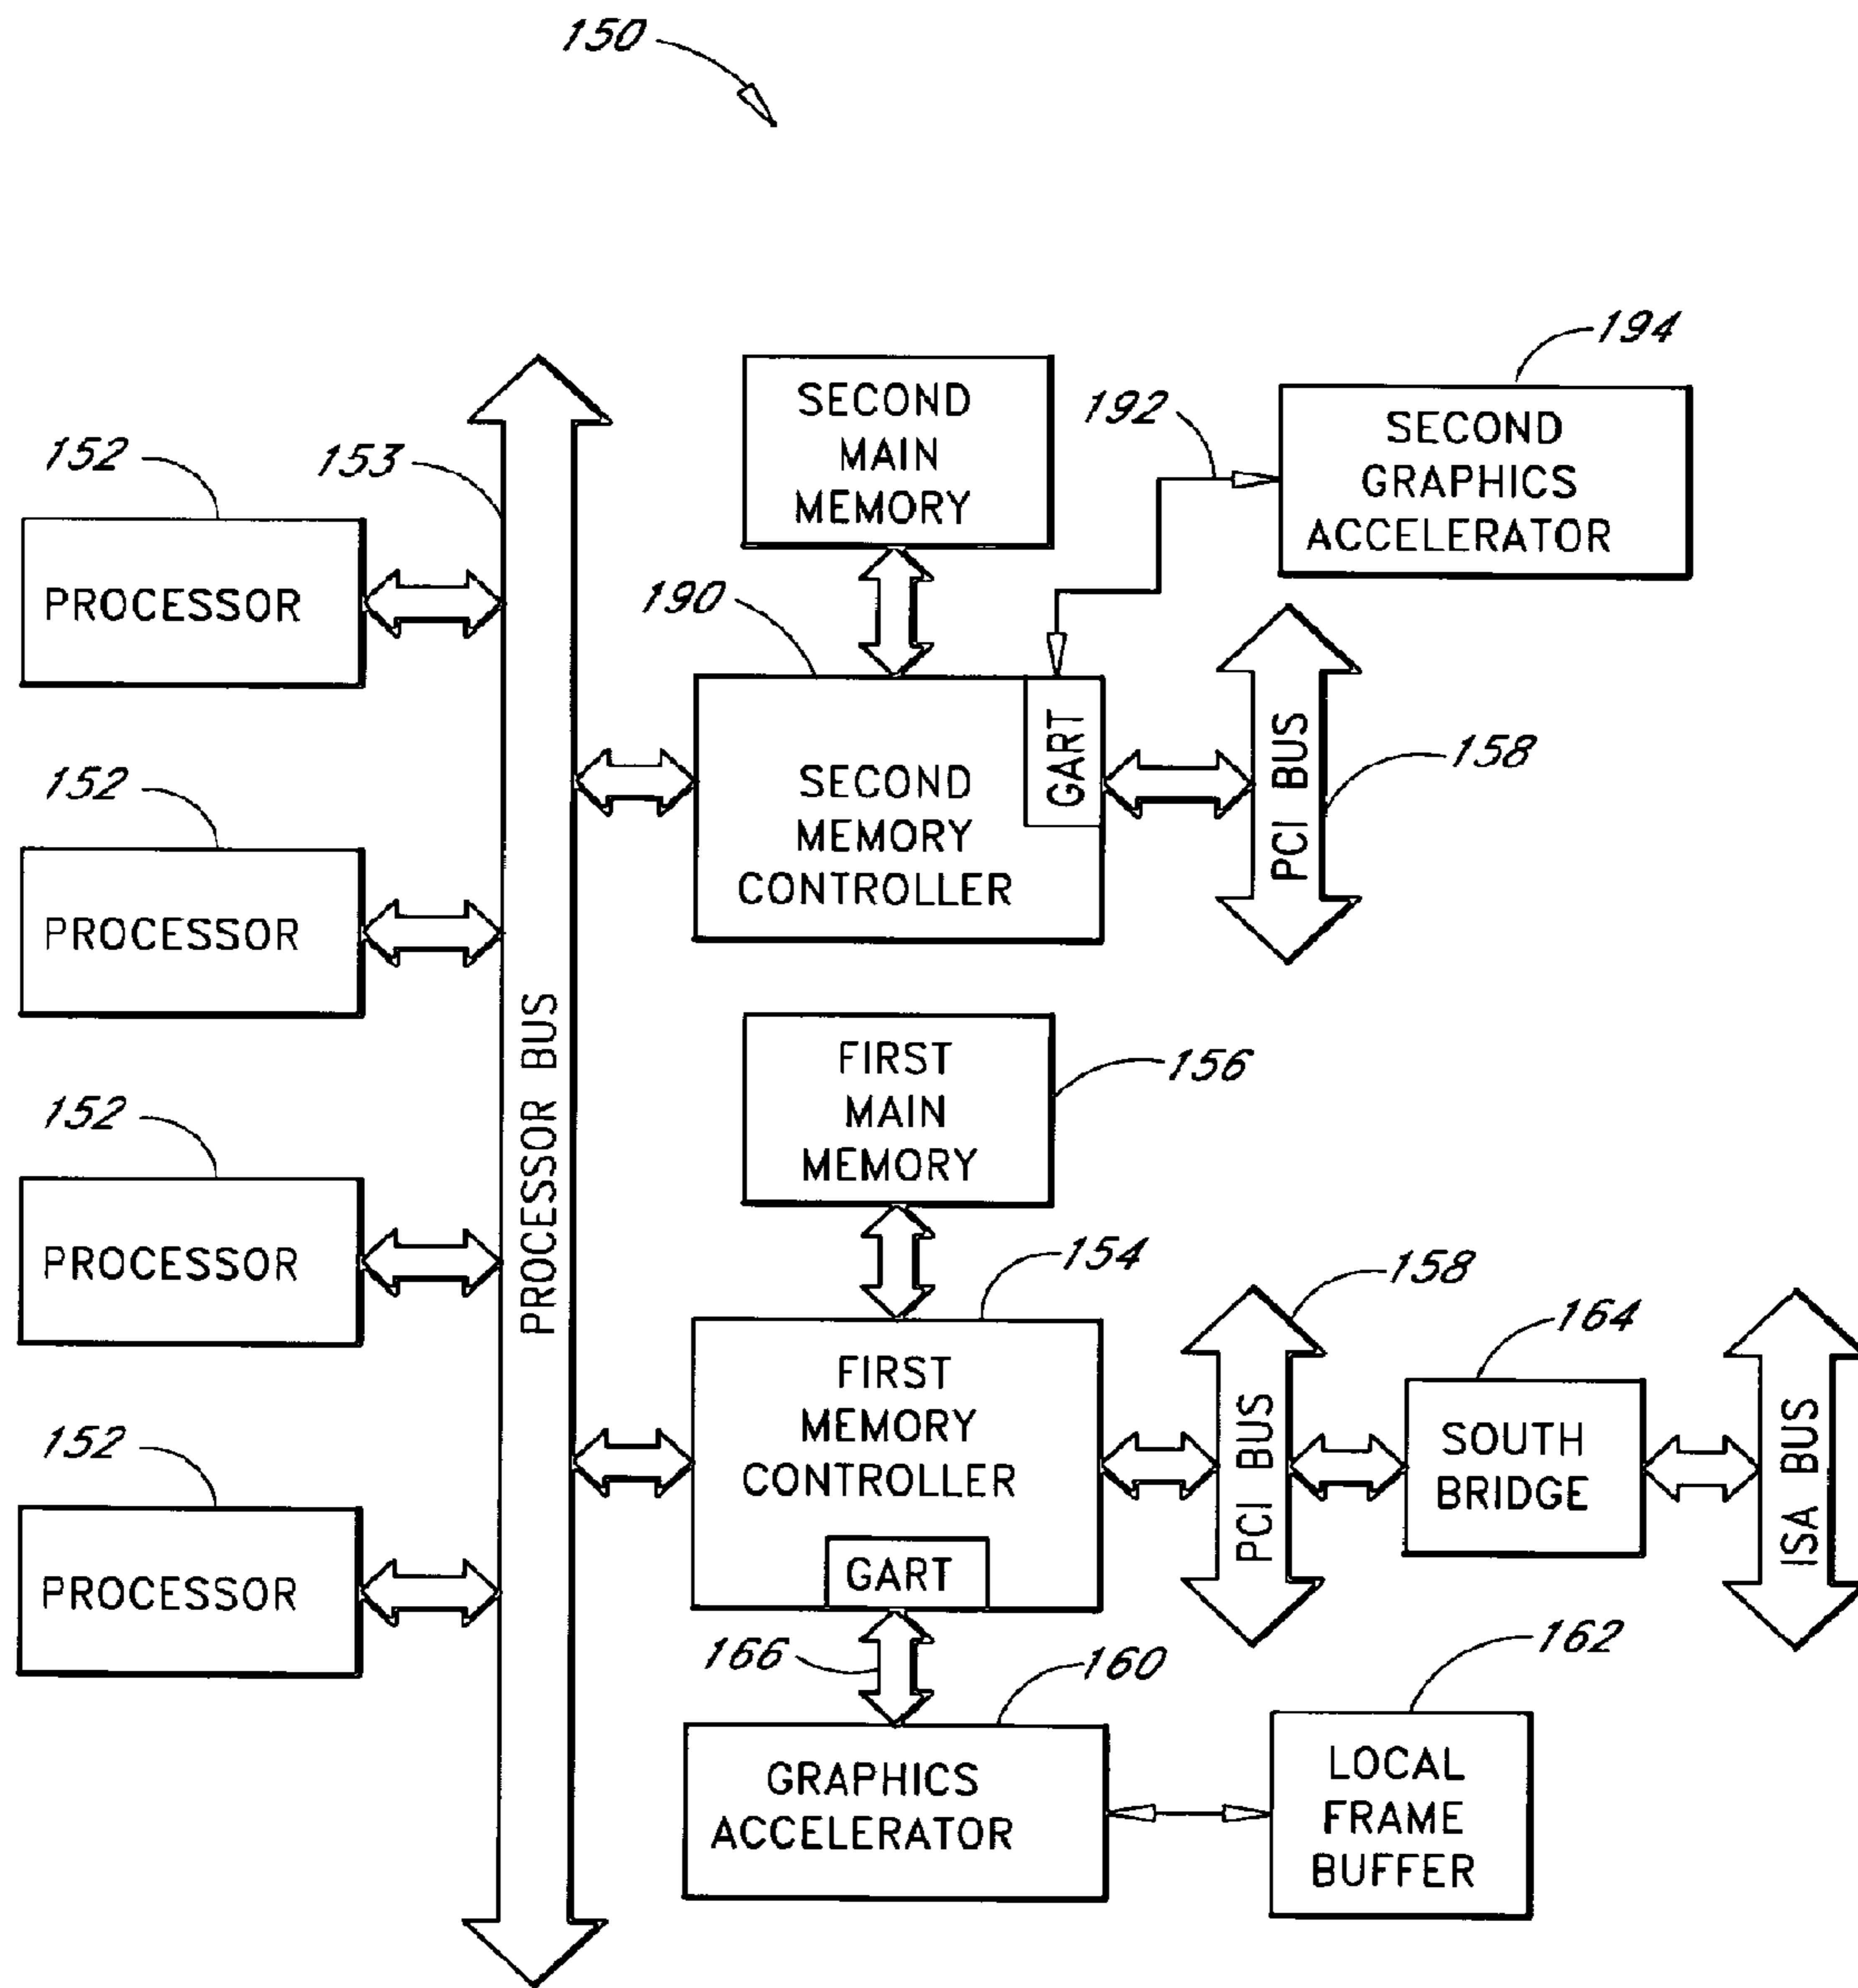 150
194
SECOND
MAIN
MEMORY
192
SECOND
GRAPHICS
ACCELERATOR
152
153
PROCESSOR
190
GART
PCI BUS
158
SECOND
MEMORY
CONTROLLER
152
PROCESSOR
PROCESSOR BUS
FIRST
MAIN
MEMORY
156
152
PROCESSOR
154
158
164
FIRST
MEMORY
CONTROLLER
GART
PCI BUS
SOUTH
BRIDGE
ISA BUS
152
PROCESSOR
166
160
162
GRAPHICS
ACCELERATOR
LOCAL
FRAME
BUFFER